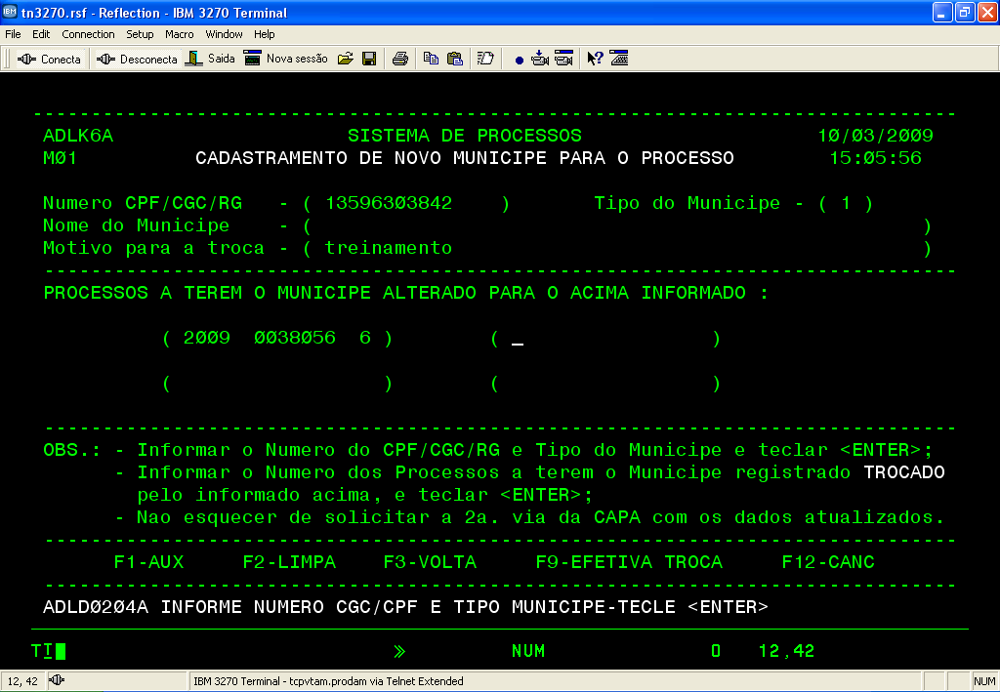 tn3270.rsf - Reflection - IBM 3270 Terminal
File Edit Connection Setup Macro Window Help
Conecta Desconecta Saida Nova sessão
ADLK6A SISTEMA DE PROCESSOS 10/03/2009
M01 CADASTRAMENTO DE NOVO MUNICIPE PARA O PROCESSO 15:05:56
Numero CPF/CGC/RG - ( 13596303842 ) Tipo do Municipe - ( 1 )
Nome do Municipe - ( )
Motivo para a troca - ( treinamento )
PROCESSOS A TEREM O MUNICIPE ALTERADO PARA O ACIMA INFORMADO :
( 2009 0038056 6 ) ( _ )
( ) ( )
OBS.: - Informar o Numero do CPF/CGC/RG e Tipo do Municipe e teclar <ENTER>;
- Informar o Numero dos Processos a terem o Municipe registrado TROCADO
pelo informado acima, e teclar <ENTER>;
- Nao esquecer de solicitar a 2a. via da CAPA com os dados atualizados.
F1-AUX F2-LIMPA F3-VOLTA F9-EFETIVA TROCA F12-CANC
ADLD0204A INFORME NUMERO CGC/CPF E TIPO MUNICIPE-TECLE <ENTER>
TI » NUM O 12,42
12, 42 IBM 3270 Terminal - tcpvtam.prodam via Telnet Extended NUM